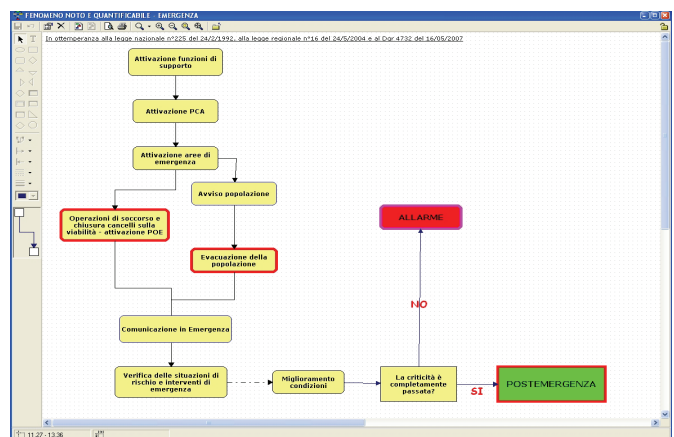 FENOMENO NOTO E QUANTIFICABILE : EMERGENZA
In ottemperanza alla legge nazionale n°225 del 24/2/1992, alla legge regionale n°16 del 24/5/2004 e al Dgr 4732 del 16/05/2007
Attivazione funzioni di
supporto
Attivazione PCA
Attivazione aree di
emergenza
Avviso popolazione
Operazioni di soccorso e
chiusura cancelli sulla
viabilità - attivazione POE
Evacuazione della
popolazione
ALLARME
NO
Comunicazione in Emergenza
Verifica delle situazioni di
rischio e interventi di
emergenza
Miglioramento
condizioni
La criticità è
completamente
passata?
SI
POSTEMERGENZA
11.27 - 13.36